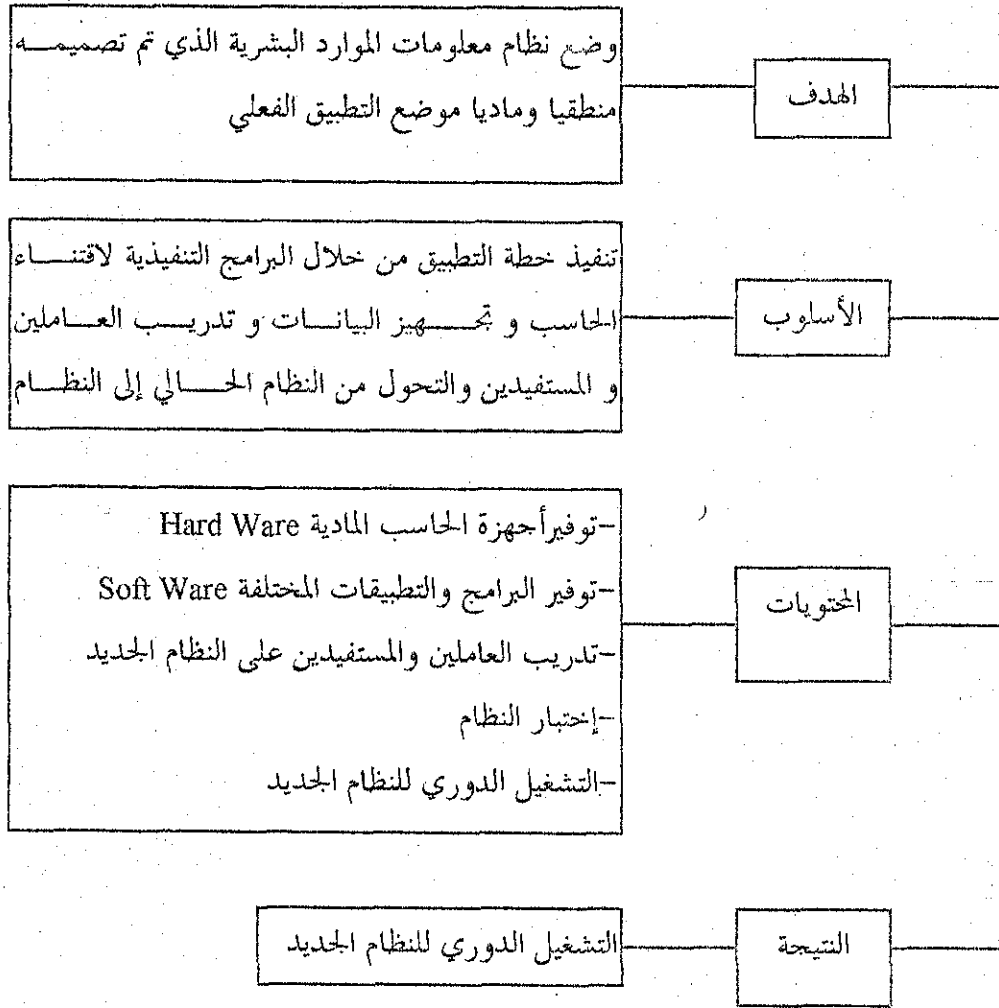 الهدف
وضع نظام معلومات الموارد البشرية الذي تم تصميمه
منطقيا وماديا موضع التطبيق الفعلي
الأسلوب
تنفيذ خطة التطبيق من خلال البرامج التنفيذية لاقتناء
الحاسب و تجهيز البيانات و تدريب العاملين
و المستفيدين والتحول من النظام الحالي إلى النظام
المحتويات
-توفيرأجهزة الحاسب المادية Hard Ware
-توفير البرامج والتطبيقات المختلفة Soft Ware
-تدريب العاملين والمستفيدين على النظام الجديد
-إختبار النظام
-التشغيل الدوري للنظام الجديد
النتيجة
التشغيل الدوري للنظام الجديد